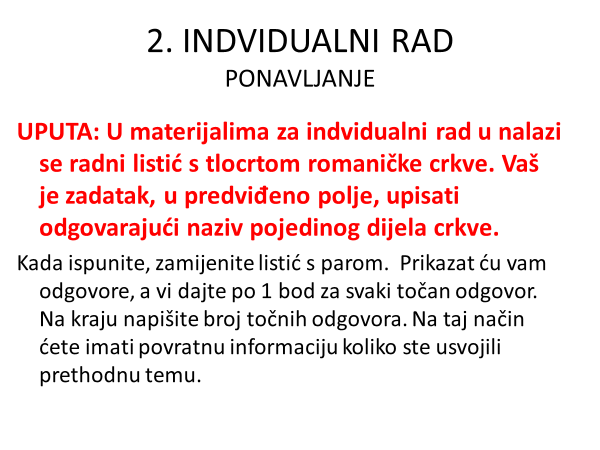 2. INDVIDUALNI RAD
PONAVLJANJE
UPUTA: U materijalima za indvidualni rad u nalazi
se radni listić s tlocrtom romaničke crkve. Vaš
je zadatak, u predviđeno polje, upisati
odgovarajući naziv pojedinog dijela crkve.
Kada ispunite, zamijenite listić s parom. Prikazat ću vam
odgovore, a vi dajte po 1 bod za svaki točan odgovor.
Na kraju napišite broj točnih odgovora. Na taj način
ćete imati povratnu informaciju koliko ste usvojili
prethodnu temu.